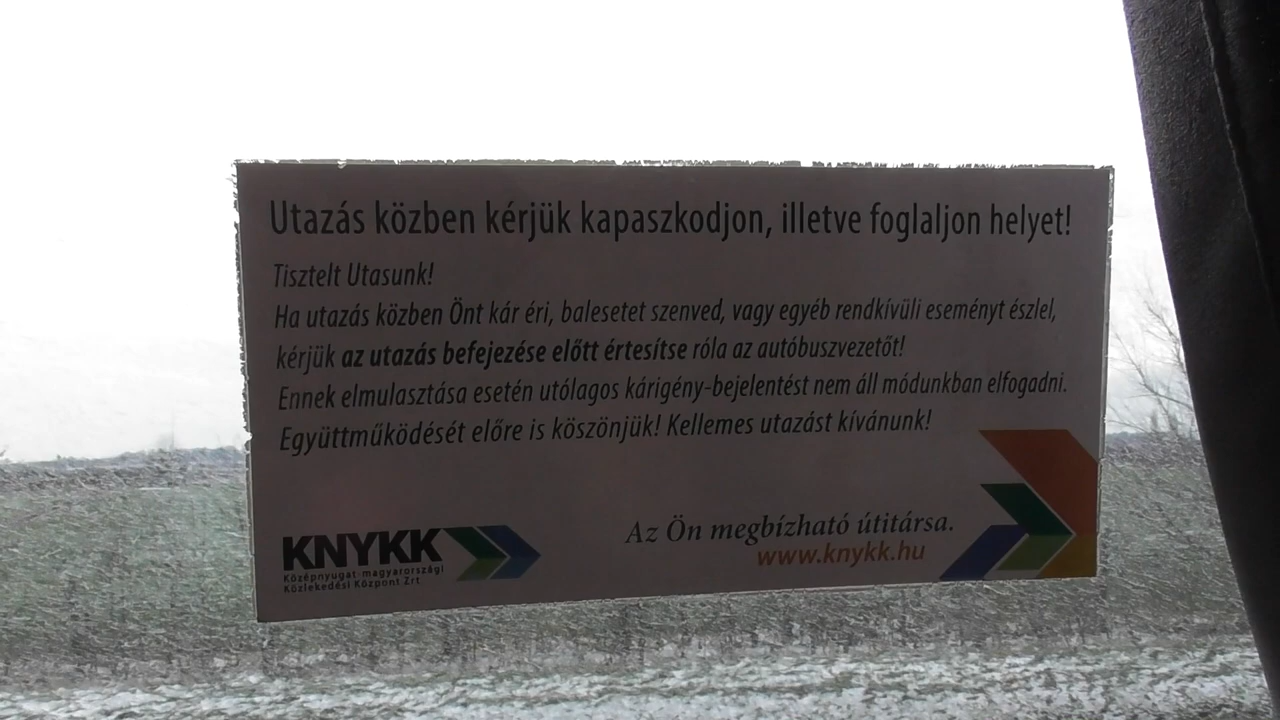 Utazás közben kérjük kapaszkodjon, illetve foglaljon helyet!
Tisztelt Utasunk!
Ha utazás közben Önt kár éri, balesetet szenved, vagy egyéb rendkívüli eseményt észlel,
kérjük az utazás befejezése előtt értesítse róla az autóbuszvezetőt!
Ennek elmulasztása esetén utólagos kárigény-bejelentést nem áll módunkban elfogadni.
Együttműködését előre is köszönjük! Kellemes utazást kívánunk!
KNYKK
Középnyugat-magyarországi
Közlekedési Központ Zrt
Az Ön megbízható útitársa.
www.knykk.hu